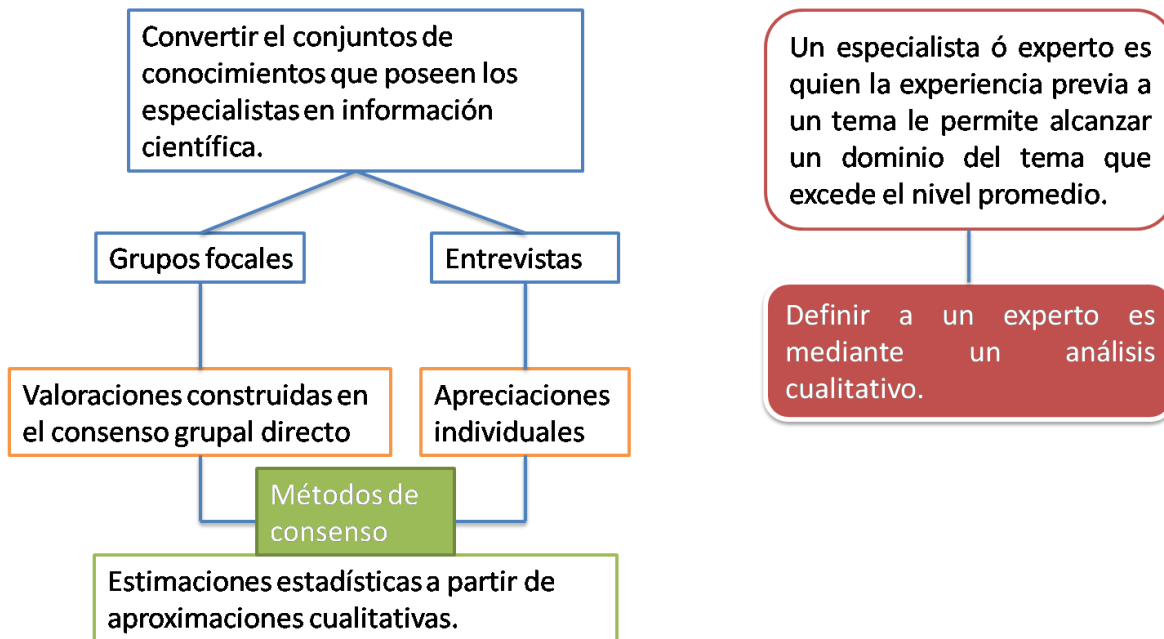 Convertir el conjuntos de
conocimientos que poseen los
especialistas en información
científica.
Grupos focales
Entrevistas
Valoraciones construidas en
el consenso grupal directo
Apreciaciones
individuales
Métodos de
consenso
Estimaciones estadísticas a partir de
aproximaciones cualitativas.
Un especialista ó experto es
quien la experiencia previa a
un tema le permite alcanzar
un dominio del tema que
excede el nivel promedio.
Definir a un experto es
mediante un análisis
cualitativo.